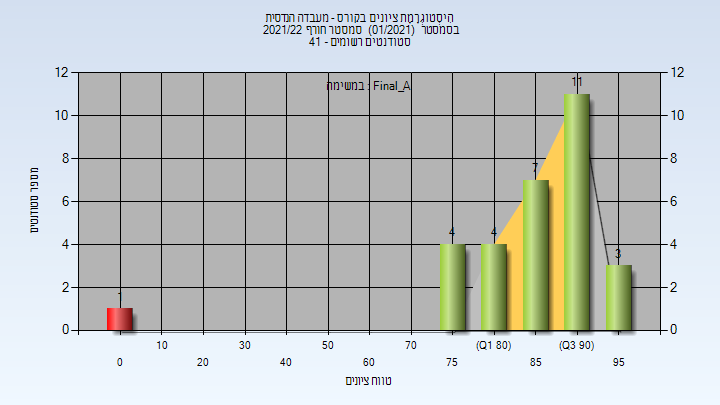 היסטוגרמת ציונים בקורס - מעבדה הנדסית
בסמסטר (01/2021) סמסטר חורף 2021/22
סטודנטים רשומים - 41
במשימה : Final_A
12 10 8 6 4 2 0
מספר סטודנטים
1 4 4 7 11 3
12 10 8 6 4 2 0
10 30 50 70 (Q1 80) (Q3 90)
0 20 40 60 75 85 95
טווח ציונים